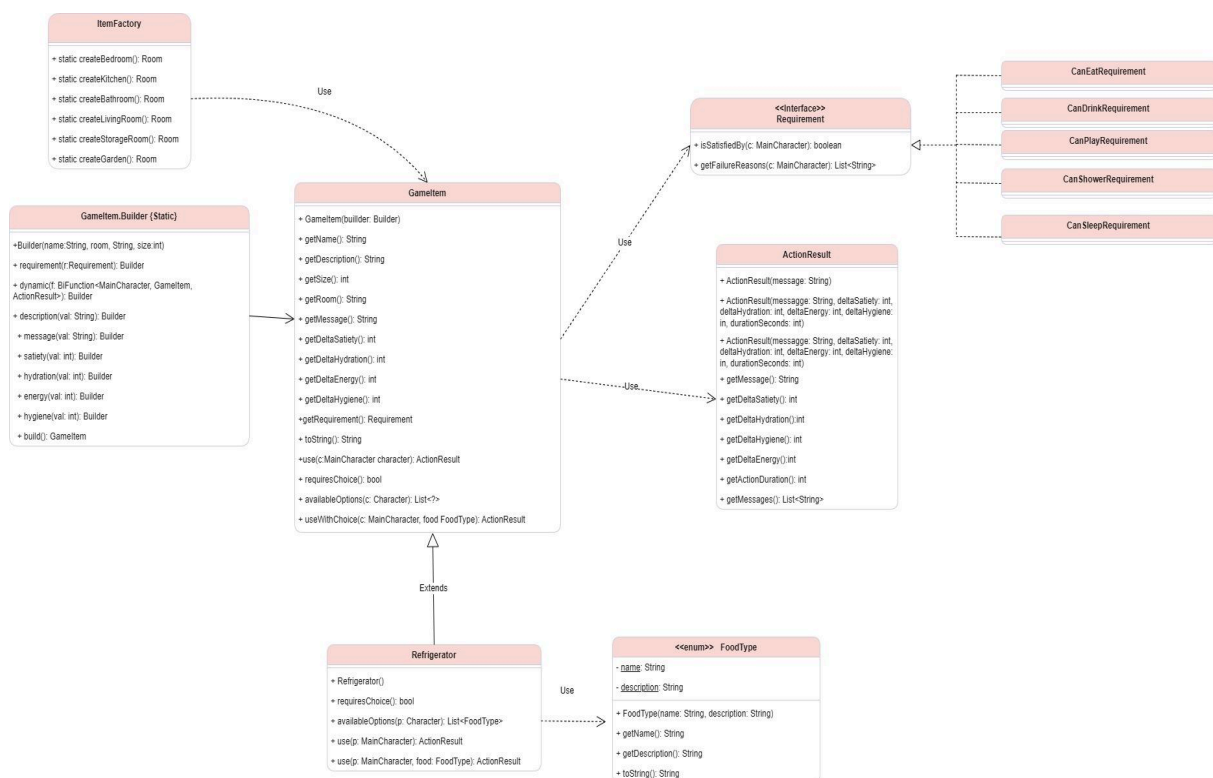 ItemFactory
+ static createBedroom(): Room
+ static createKitchen(): Room
+ static createBathroom(): Room
+ static createLivingRoom(): Room
+ static createStorageRoom(): Room
+ static createGarden(): Room
Use
GameItem.Builder {Static}
+Builder(name:String, room, String, size:int)
+ requirement(r:Requirement): Builder
+ dynamic(f: BiFunction<MainCharacter, GameItem,
ActionResult>): Builder
+ description(val: String): Builder
+ message(val: String): Builder
+ satiety(val: int): Builder
+ hydration(val: int): Builder
+ energy(val: int): Builder
+ hygiene(val: int): Builder
+ build(): GameItem
GameItem
+ GameItem(buillder: Builder)
+ getName(): String
+ getDescription(): String
+ getSize(): int
+ getRoom(): String
+ getMessage(): String
+ getDeltaSatiety(): int
+ getDeltaHydration(): int
+ getDeltaEnergy(): int
+ getDeltaHygiene(): int
+getRequirement(): Requirement
+ toString(): String
+use(c:MainCharacter character): ActionResult
+ requiresChoice(): bool
+ availableOptions(c: Character): List<?>
+ useWithChoice(c: MainCharacter, food FoodType): ActionResult
Use
Use
<<Interface>>
Requirement
+ isSatisfiedBy(c: MainCharacter): boolean
+ getFailureReasons(c: MainCharacter): List<String>
CanEatRequirement
CanDrinkRequirement
CanPlayRequirement
CanShowerRequirement
CanSleepRequirement
ActionResult
+ ActionResult(message: String)
+ ActionResult(messagge: String, deltaSatiety: int,
deltaHydration: int, deltaEnergy: int, deltaHygiene:
in, durationSeconds: int)
+ ActionResult(messagge: String, deltaSatiety: int,
deltaHydration: int, deltaEnergy: int, deltaHygiene:
in, durationSeconds: int)
+ getMessage(): String
+ getDeltaSatiety(): int
+ getDeltaHydration():int
+ getDeltaHygiene(): int
+ getDeltaEnergy():int
+ getActionDuration(): int
+ getMessages(): List<String>
Extends
Refrigerator
+ Refrigerator()
+ requiresChoice(): bool
+ availableOptions(p: Character): List<FoodType>
+ use(p: MainCharacter): ActionResult
+ use(p: MainCharacter, food: FoodType): ActionResult
Use
<<enum>> FoodType
- name: String
- description: String
+ FoodType(name: String, description: String)
+ getName(): String
+ getDescription(): String
+ toString(): String